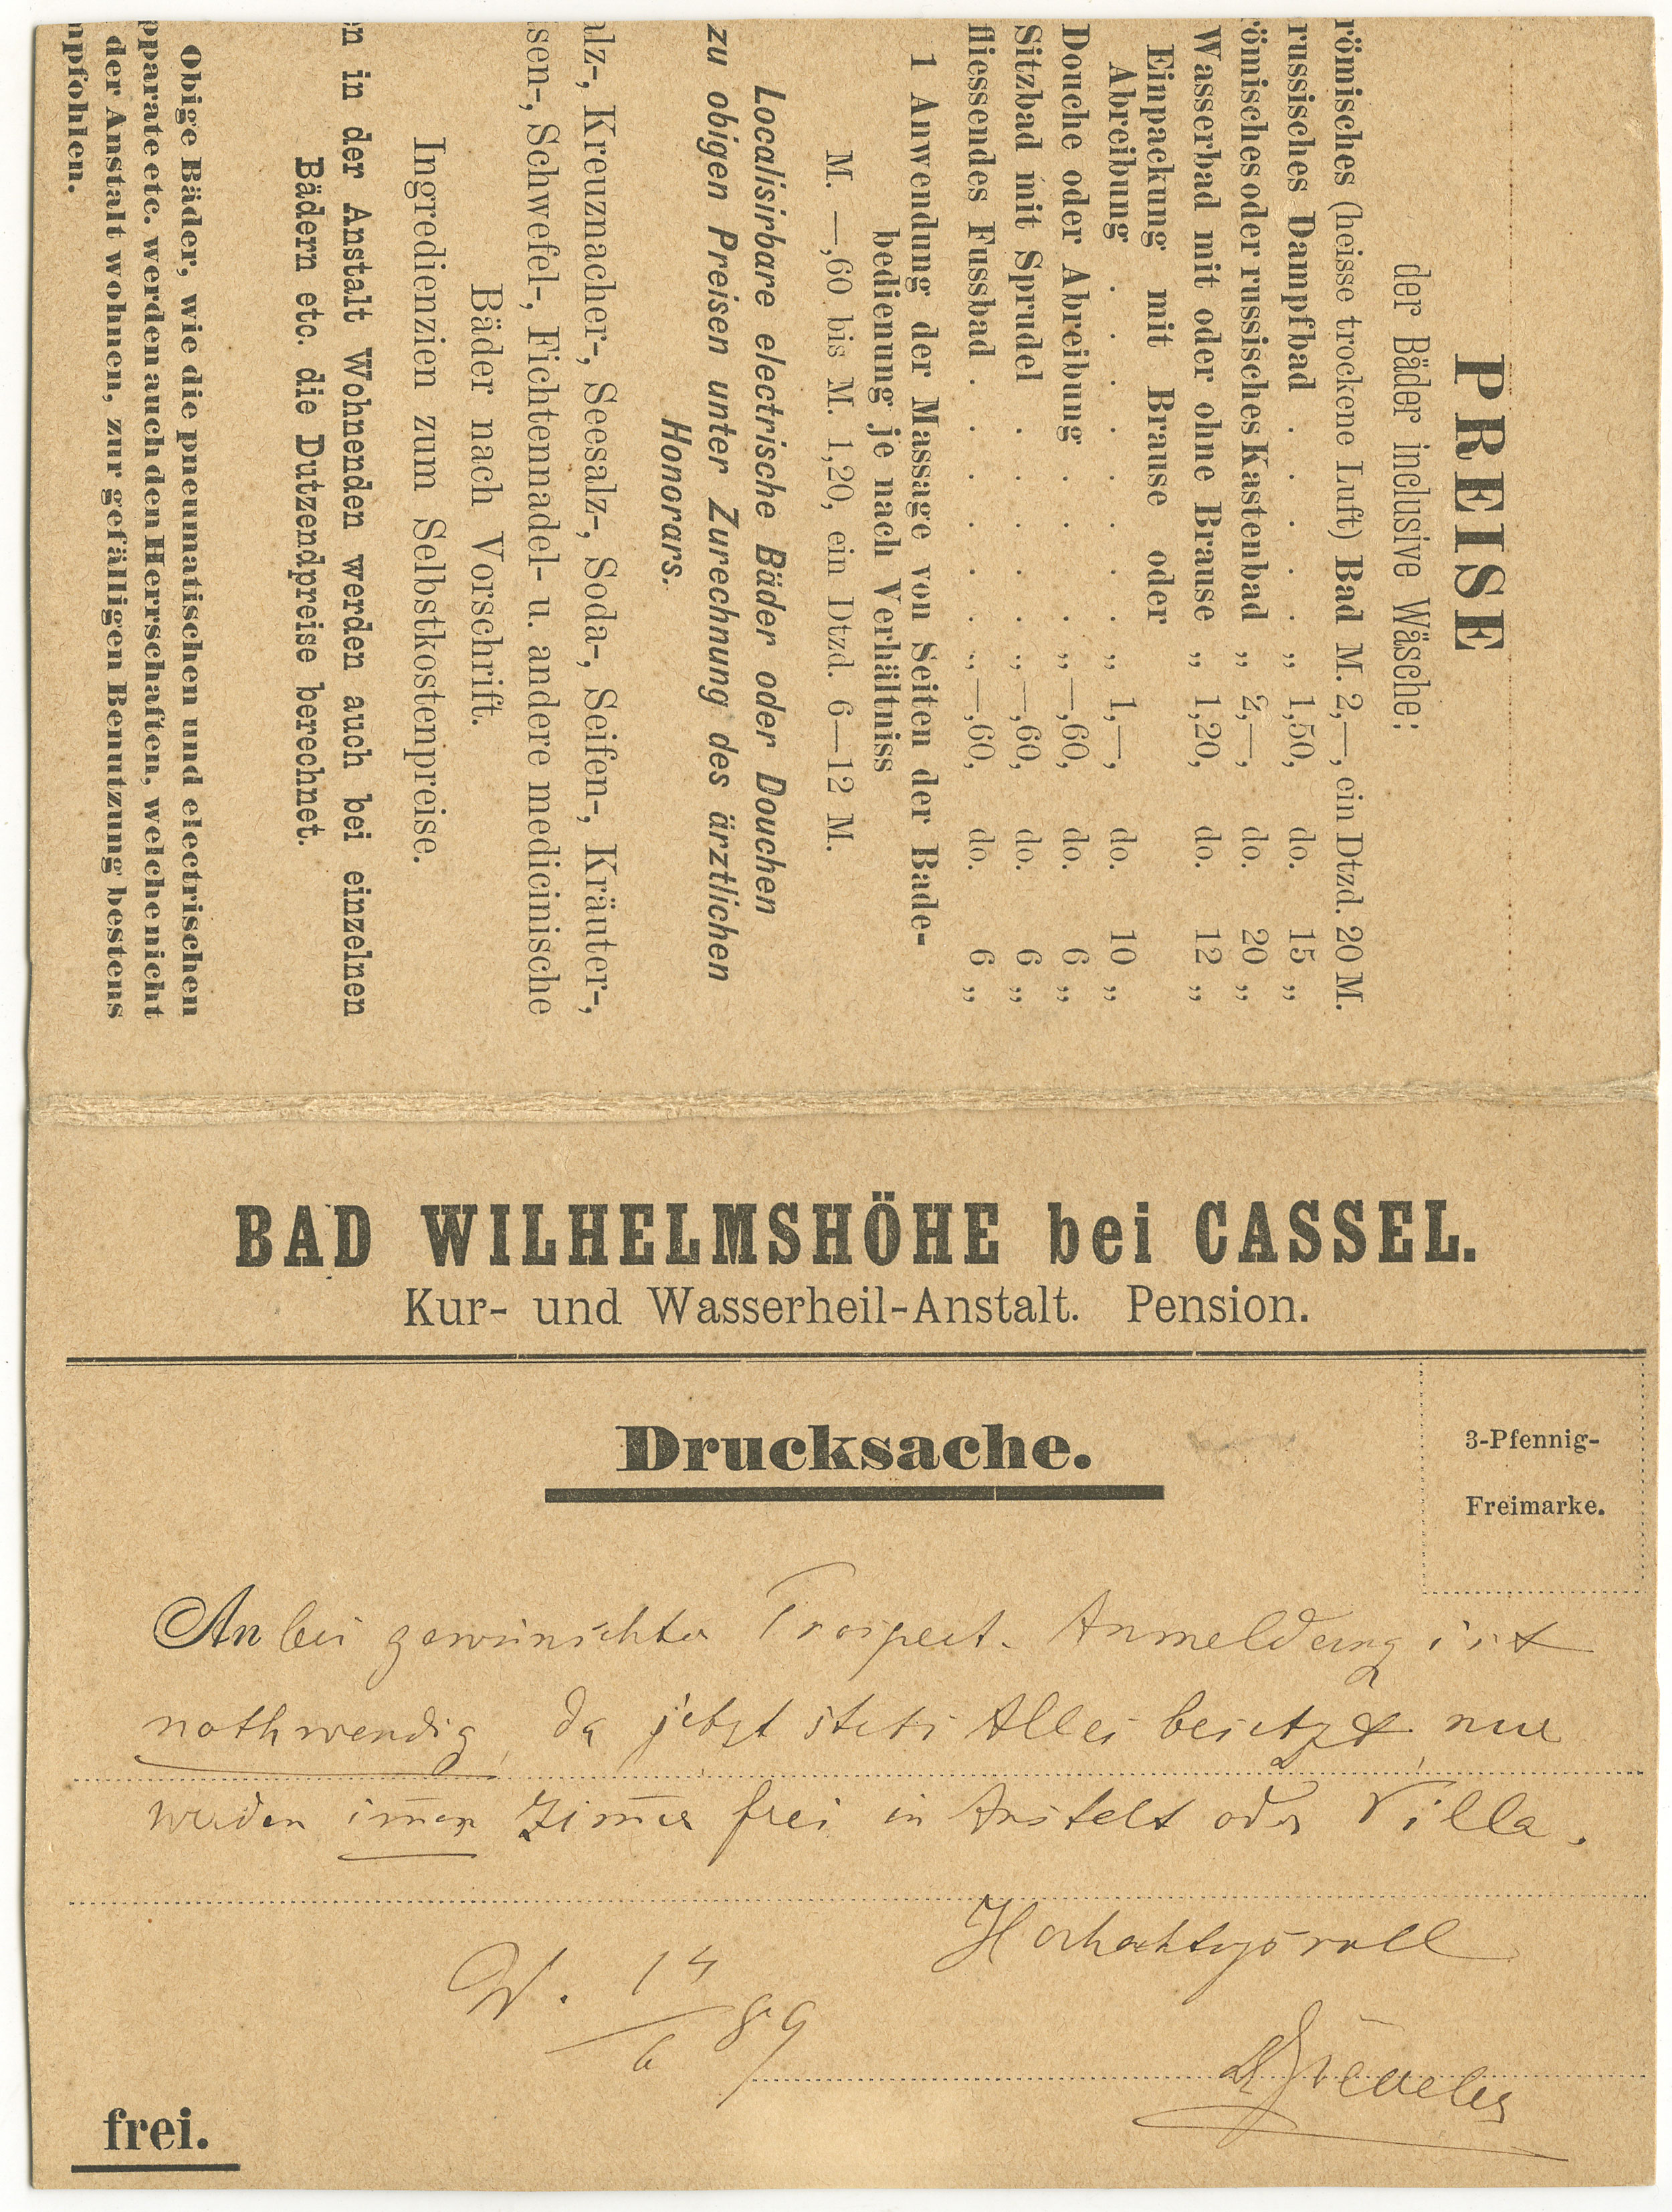 PREISE
der Bäder inclusive Wäsche:
römisches (heisse trockene Luft) Bad M. 2,—, ein Dtzd. 20 M.
russisches Dampfbad . . . . „ 1,50, do. 15 „
ömisches oder russisches Kastenbad „ 2,—, do. 20 „
Wasserbad mit oder ohne Brause „ 1,20, do. 12 „
Einpackung mit Brause oder
Abreibung . . . . . . . „ 1,—, do. 10 „
Douche oder Abreibung . . . . „ —,60, do. 6 „
Sitzbad mit Sprudel . . . . . „ —,60, do. 6 „
fliessendes Fussbad . . . . . . „ —,60, do. 6 „
1 Anwendung der Massage von Seiten der Bade-
bedienung je nach Verhältniss
M. —,60 bis M. 1,20, ein Dtzd. 6—12 M.
Localisirbare electrische Bäder oder Douchen
zu obigen Preisen unter Zurechnung des ärztlichen
Honorars.
alz-, Kreuznacher-, Seesalz-, Soda-, Seifen-, Kräuter-,
sen-, Schwefel-, Fichtennadel- u. andere medicinische
Bäder nach Vorschrift.
Ingredienzien zum Selbstkostenpreise.
en in der Anstalt Wohnenden werden auch bei einzelnen
Bädern etc. die Dutzendpreise berechnet.
Obige Bäder, wie die pneumatischen und electrischen
pparate etc. werden auch den Herrschaften, welche nicht
der Anstalt wohnen, zur gefälligen Benutzung bestens
npfohlen.
BAD WILHELMSHÖHE bei CASSEL.
Kur- und Wasserheil-Anstalt. Pension.
Drucksache.
3-Pfennig-
Freimarke.
Anbei gewünschter Prospect. Anmeldung ist
nothwendig, da jetzt stets Alles besetzt, nur
werden im̅er Zim̅er frei in Anstalt oder Villa.
Hochachtungsvoll
W. 14/6 89
frei.